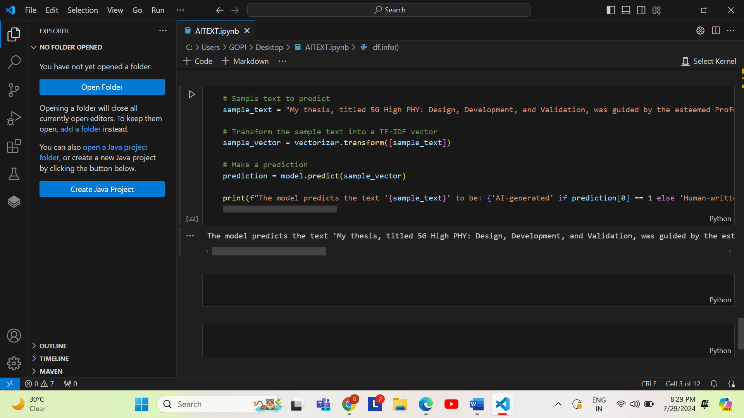 File Edit Selection View Go Run ···
Search
EXPLORER ···
AITEXT.ipynb
NO FOLDER OPENED
C: > Users > GOPI > Desktop > AITEXT.ipynb > df.info()
+ Code + Markdown ···
Select Kernel
You have not yet opened a folder.
Open Folder
Opening a folder will close all
currently open editors. To keep them
open, add a folder instead.
You can also open a Java project
folder, or create a new Java project
by clicking the button below.
Create Java Project
# Sample text to predict
sample_text = "My thesis, titled 5G High PHY: Design, Development, and Validation, was guided by the esteemed Prof
# Transform the sample text into a TF-IDF vector
sample_vector = vectorizer.transform([sample_text])
# Make a prediction
prediction = model.predict(sample_vector)
print(f"The model predicts the text '{sample_text}' to be: {'AI-generated' if prediction[0] == 1 else 'Human-writt
[22]
Python
··· The model predicts the text 'My thesis, titled 5G High PHY: Design, Development, and Validation, was guided by the est
Python
Python
OUTLINE
TIMELINE
MAVEN
0 7 0
CRLF Cell 3 of 12
30°C
Clear
Search
ENG
IN
8:29 PM
7/29/2024